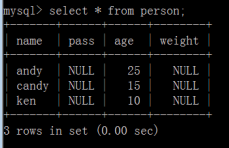 mysql> select * from person;
+-------+------+------+--------+
| name  | pass | age  | weight |
+-------+------+------+--------+
| andy  | NULL |   25 |   NULL |
| candy | NULL |   15 |   NULL |
| ken   | NULL |   10 |   NULL |
+-------+------+------+--------+
3 rows in set (0.00 sec)